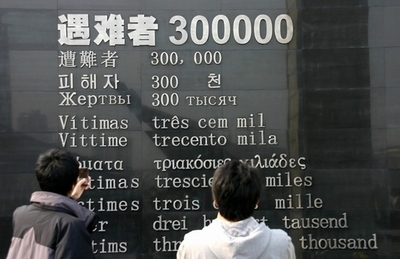 遇难者 300000
遭難者 300,000
피해자 300 천
Жертвы 300 тысяч
Vítimas três cem mil
Vittime trecento mila
τριακόσιες χιλιάδες
miles
trois mille
drei tausend
thousand